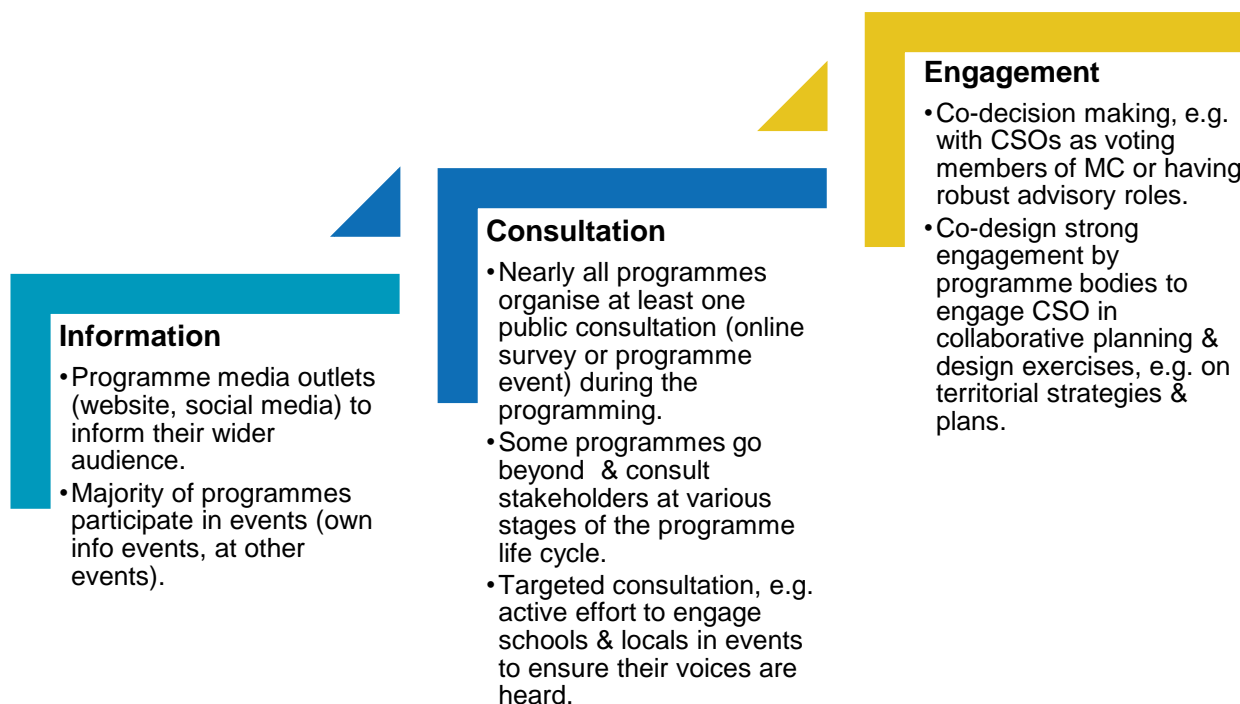 Information
•Programme media outlets
(website, social media) to
inform their wider
audience.
•Majority of programmes
participate in events (own
info events, at other
events).
Consultation
•Nearly all programmes
organise at least one
public consultation (online
survey or programme
event) during the
programming.
•Some programmes go
beyond & consult
stakeholders at various
stages of the programme
life cycle.
•Targeted consultation, e.g.
active effort to engage
schools & locals in events
to ensure their voices are
heard.
Engagement
•Co-decision making, e.g.
with CSOs as voting
members of MC or having
robust advisory roles.
•Co-design strong
engagement by
programme bodies to
engage CSO in
collaborative planning &
design exercises, e.g. on
territorial strategies &
plans.